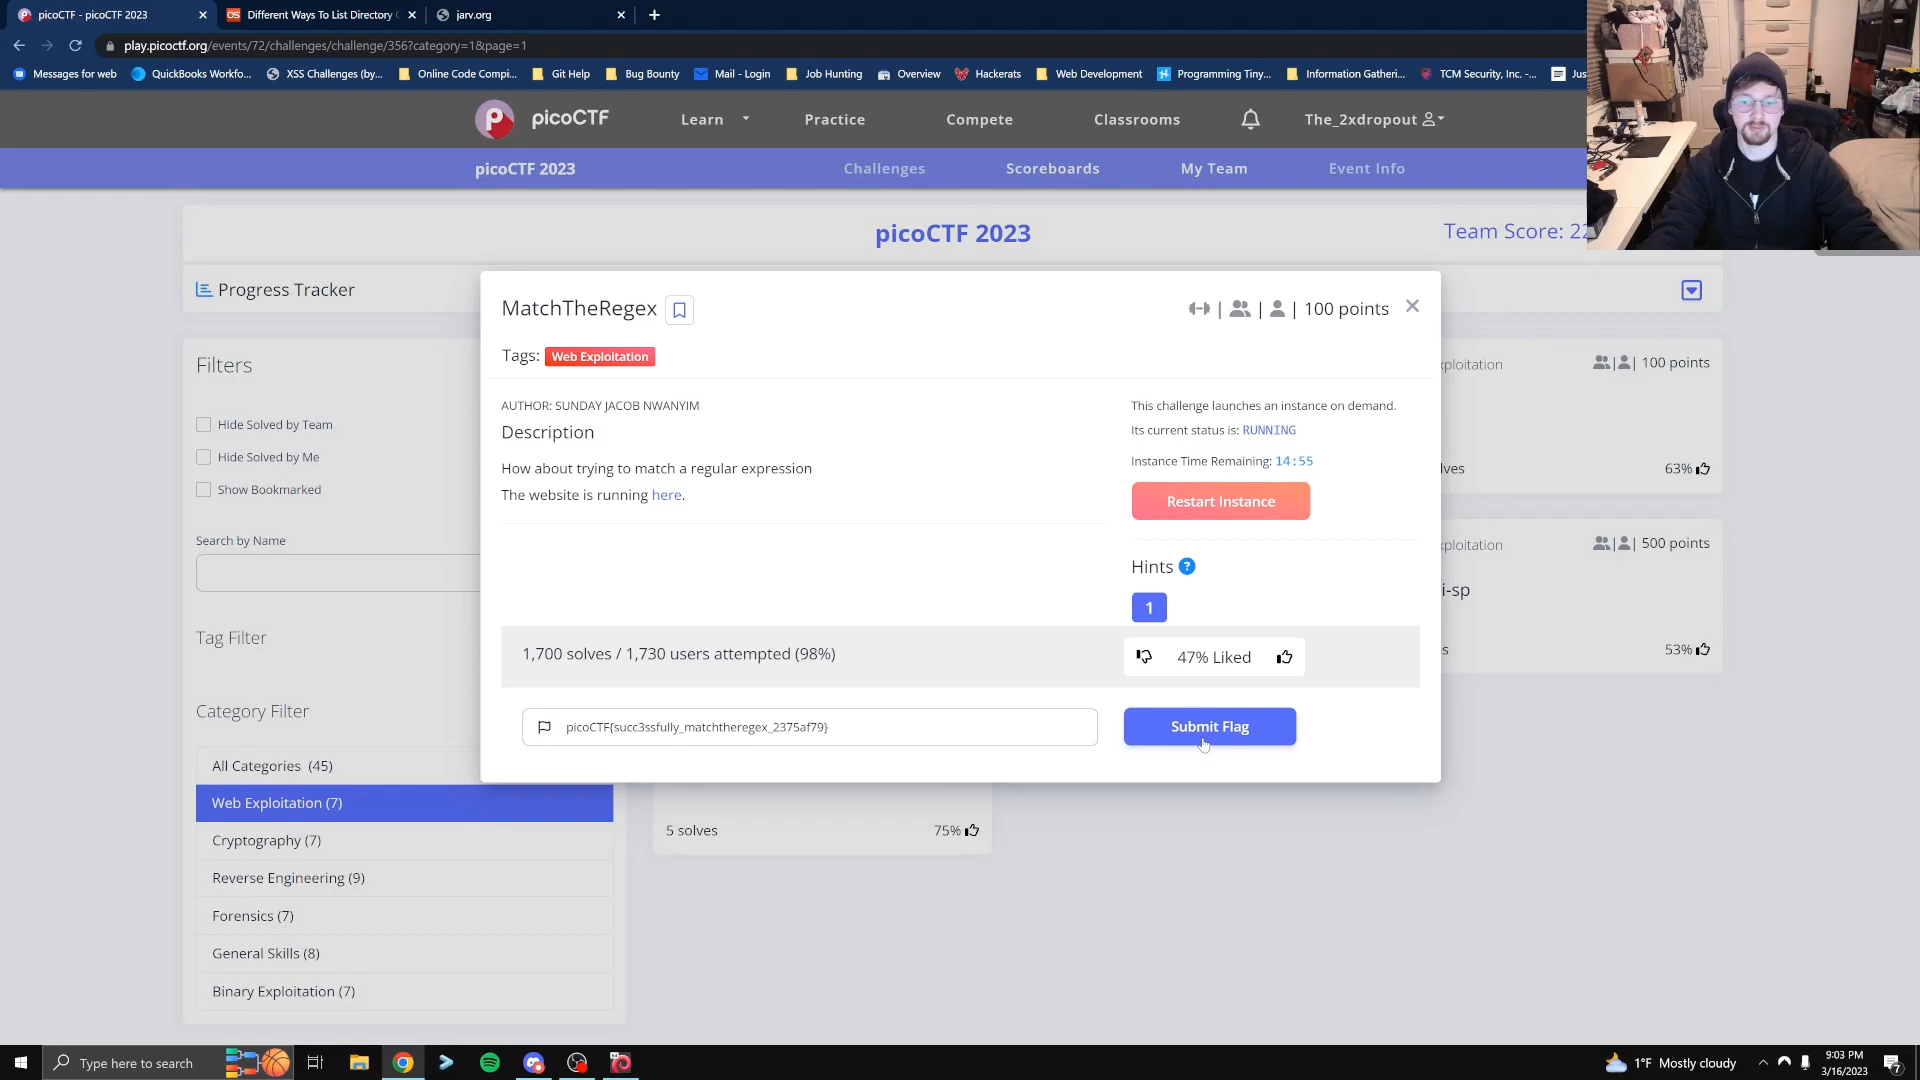 picoCTF - picoCTF 2023
Different Ways To List Directory C
jarv.org
play.picoctf.org/events/72/challenges/challenge/356?category=1&page=1
Messages for web
QuickBooks Workfo...
XSS Challenges (by...
Online Code Compi...
Git Help
Bug Bounty
Mail - Login
Job Hunting
Overview
Hackerats
Web Development
Programming Tiny...
Information Gatheri...
TCM Security, Inc. -...
Jus
picoCTF
Learn
Practice
Compete
Classrooms
The_2xdropout
picoCTF 2023
Challenges
Scoreboards
My Team
Event Info
picoCTF 2023
Team Score: 22
Progress Tracker
MatchTheRegex
| | | 100 points
Tags: Web Exploitation
AUTHOR: SUNDAY JACOB NWANYIM
Description
How about trying to match a regular expression
The website is running here.
This challenge launches an instance on demand.
Its current status is: RUNNING
Instance Time Remaining: 14:55
Restart Instance
Hints ?
1
1,700 solves / 1,730 users attempted (98%)
47% Liked
picoCTF{succ3ssfully_matchtheregex_2375af79}
Submit Flag
Filters
Hide Solved by Team
Hide Solved by Me
Show Bookmarked
Search by Name
Tag Filter
Category Filter
All Categories (45)
Web Exploitation (7)
Cryptography (7)
Reverse Engineering (9)
Forensics (7)
General Skills (8)
Binary Exploitation (7)
5 solves
75%
xploitation
| | 100 points
lves
63%
xploitation
| | 500 points
i-sp
s
53%
Type here to search
1°F Mostly cloudy
9:03 PM
3/16/2023
7